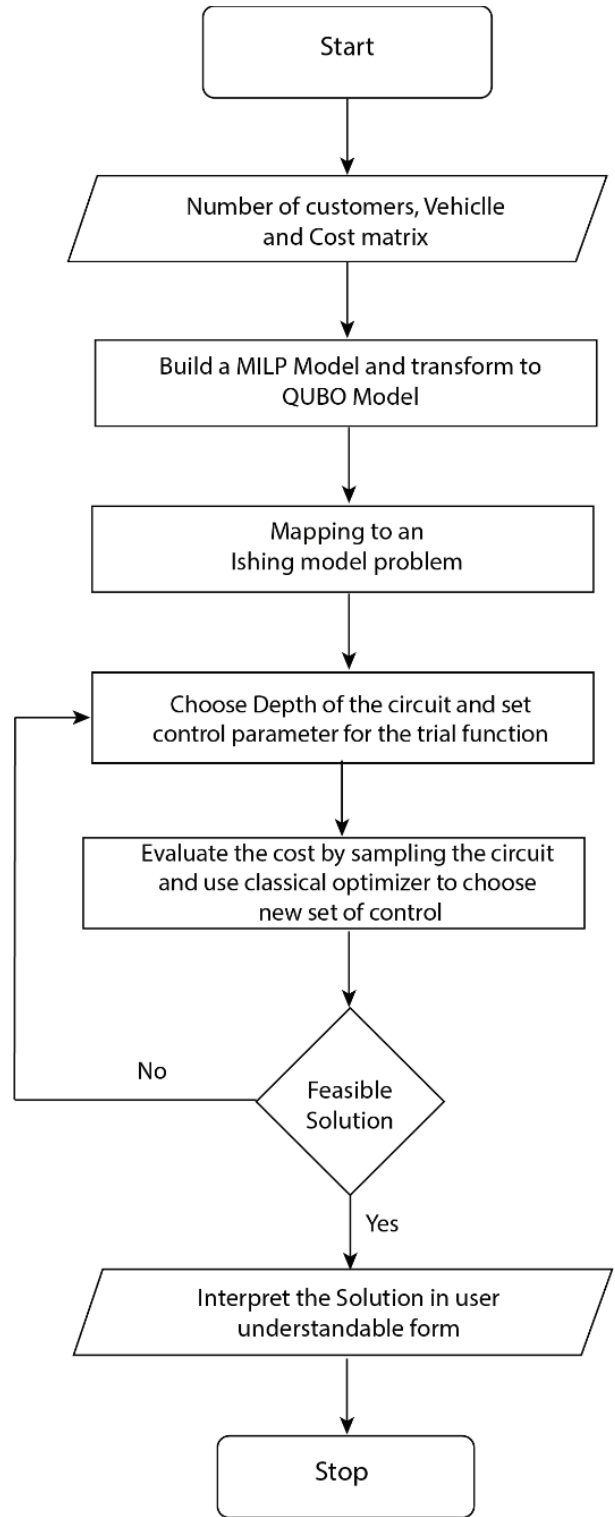 Start
Number of customers, Vehiclle
and Cost matrix
Build a MILP Model and transform to
QUBO Model
Mapping to an
Ishing model problem
Choose Depth of the circuit and set
control parameter for the trial function
Evaluate the cost by sampling the circuit
and use classical optimizer to choose
new set of control
No
Feasible
Solution
Yes
Interpret the Solution in user
understandable form
Stop